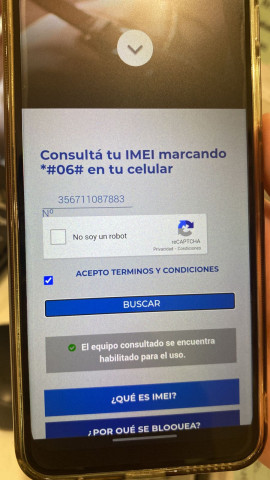 Consultá tu IMEI marcando
*#06# en tu celular
356711087883
Nº
No soy un robot
reCAPTCHA
Privacidad - Condiciones
ACEPTO TERMINOS Y CONDICIONES
BUSCAR
El equipo consultado se encuentra
habilitado para el uso.
¿QUÉ ES IMEI?
¿POR QUÉ SE BLOQUEA?